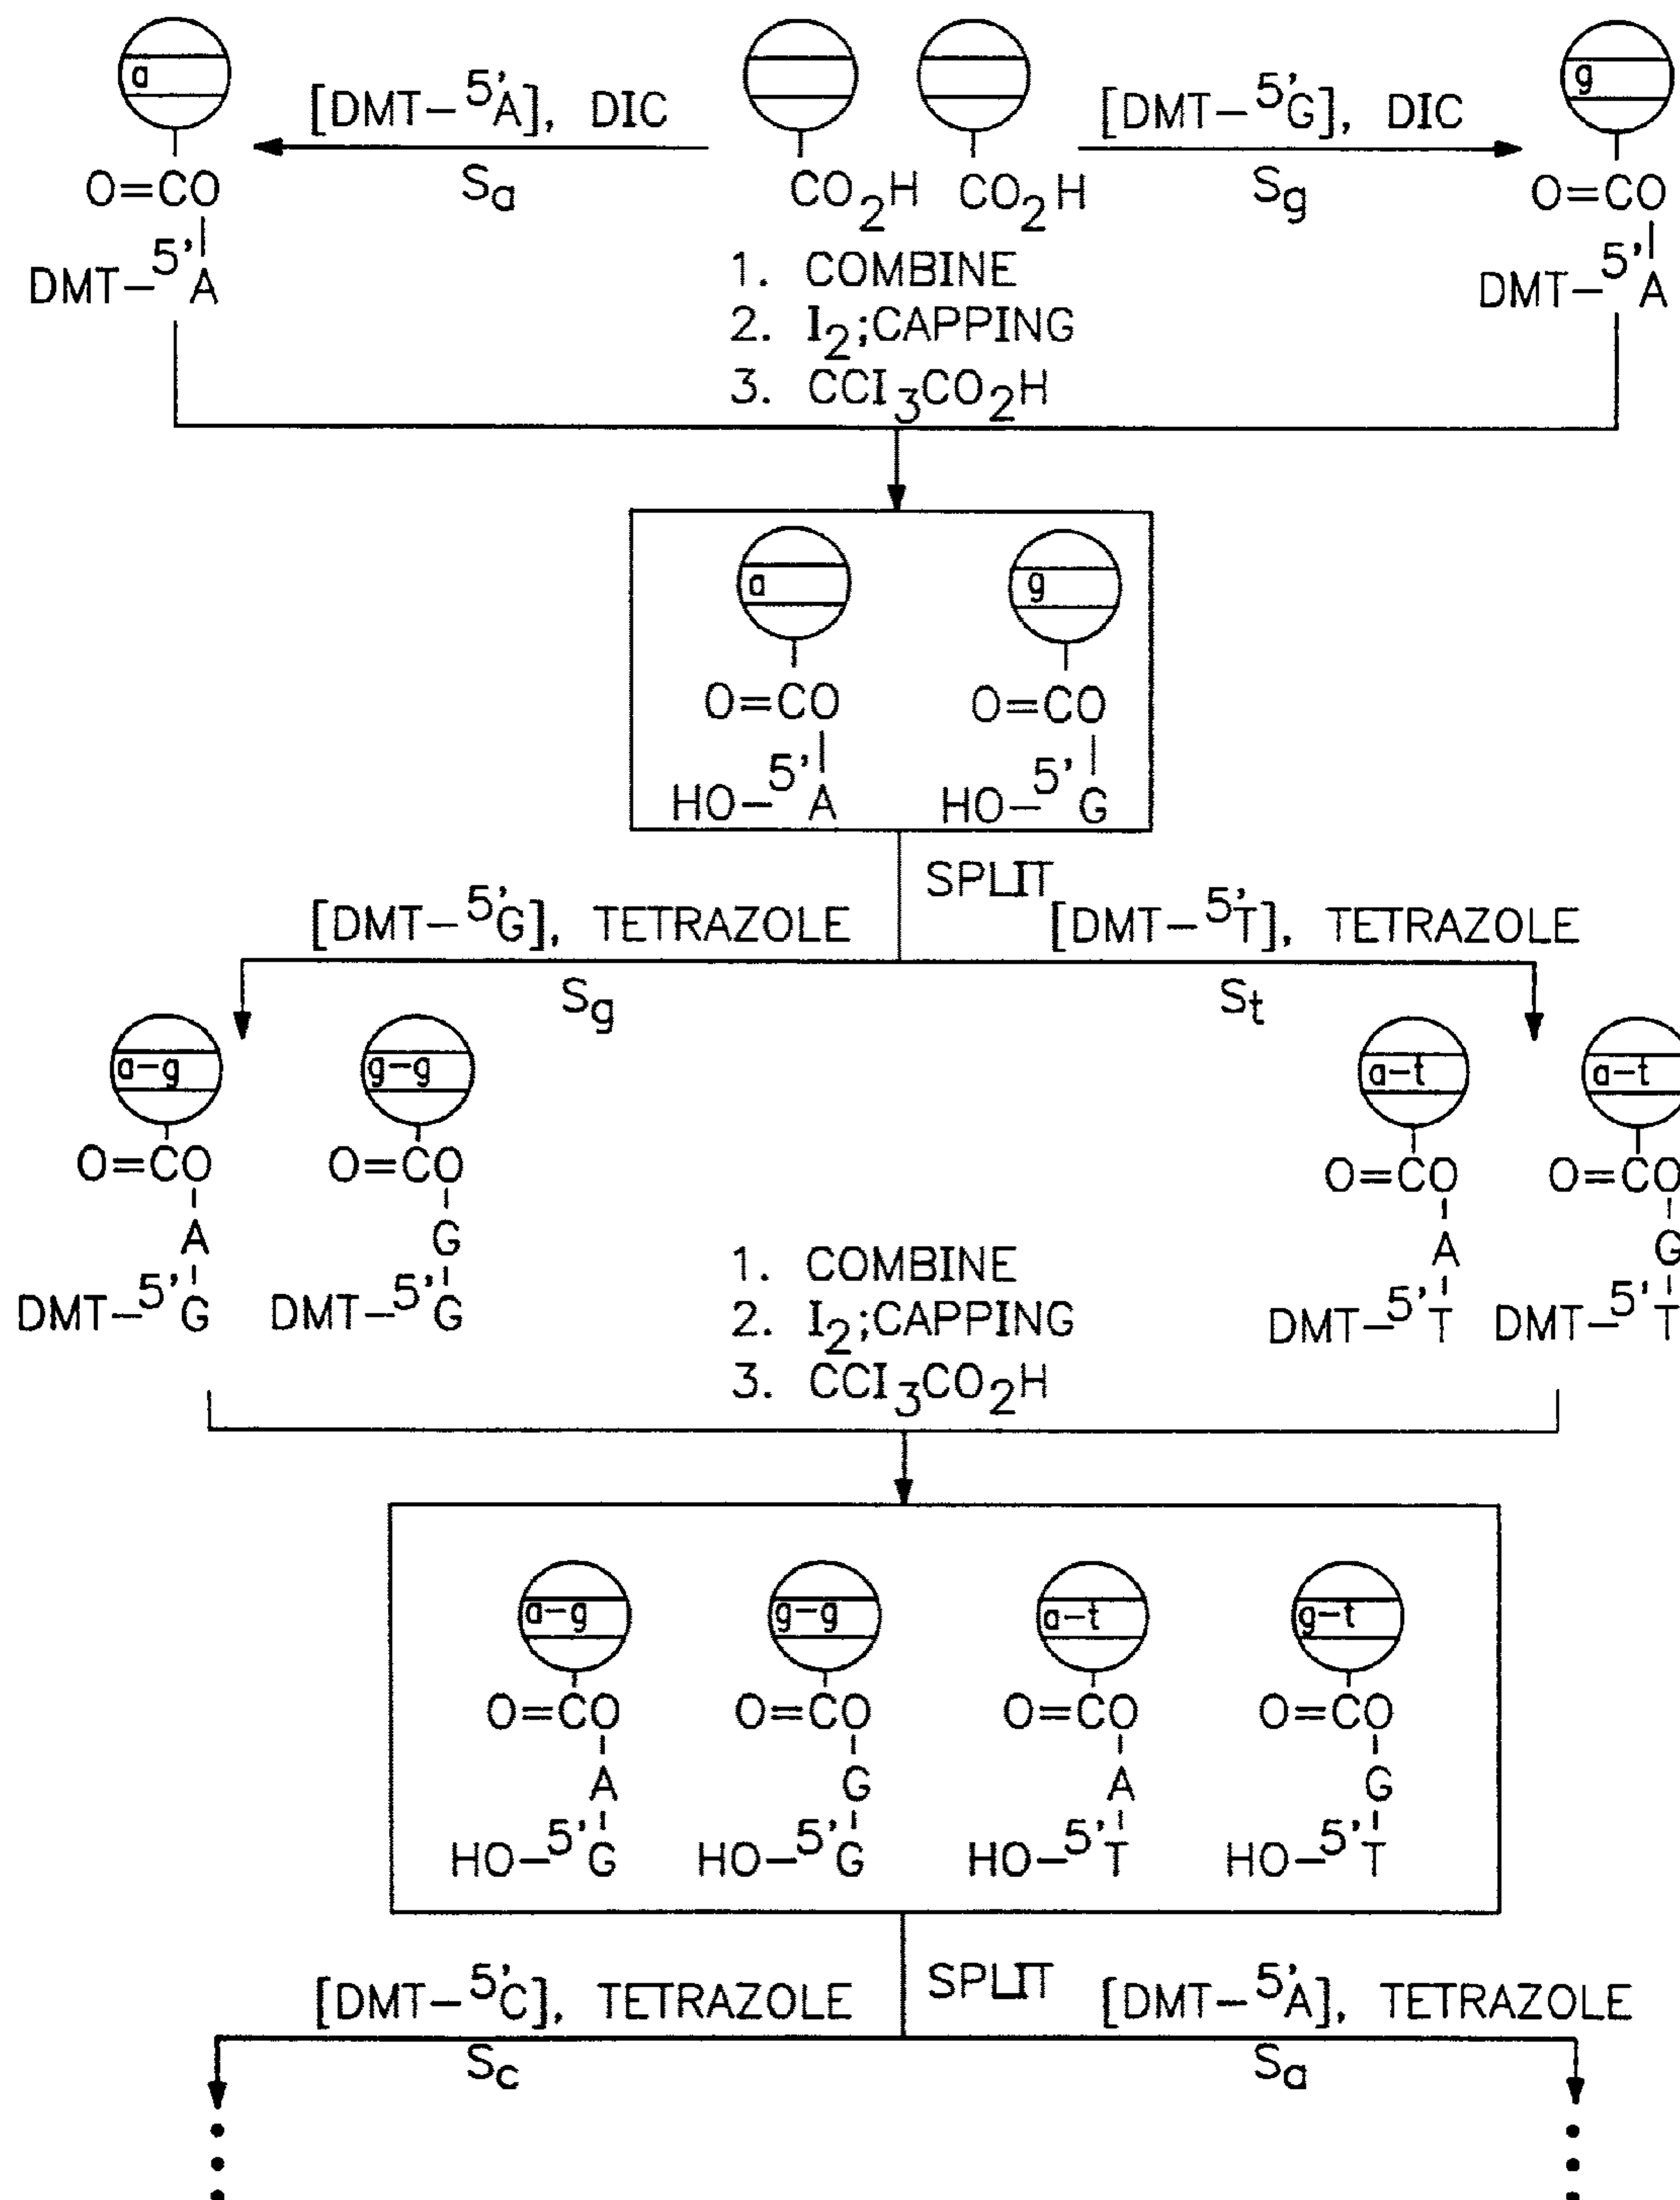 a
g
[DMT-5'A], DIC
[DMT-5'G], DIC
Sa
Sg
O=CO
CO2H CO2H
O=CO
DMT-5'A
DMT-5'A
1. COMBINE
2. I2;CAPPING
3. CCI3CO2H
a
g
O=CO
O=CO
HO-5'A
HO-5'G
SPLIT
[DMT-5'G], TETRAZOLE
[DMT-5'T], TETRAZOLE
Sg
St
a-g
g-g
a-t
a-t
O=CO
O=CO
O=CO
O=CO
A
G
A
G
DMT-5'G
DMT-5'G
DMT-5'T
DMT-5'T
1. COMBINE
2. I2;CAPPING
3. CCI3CO2H
a-g
g-g
a-t
g-t
O=CO
O=CO
O=CO
O=CO
A
G
A
G
HO-5'G
HO-5'G
HO-5'T
HO-5'T
SPLIT
[DMT-5'C], TETRAZOLE
[DMT-5'A], TETRAZOLE
Sc
Sa